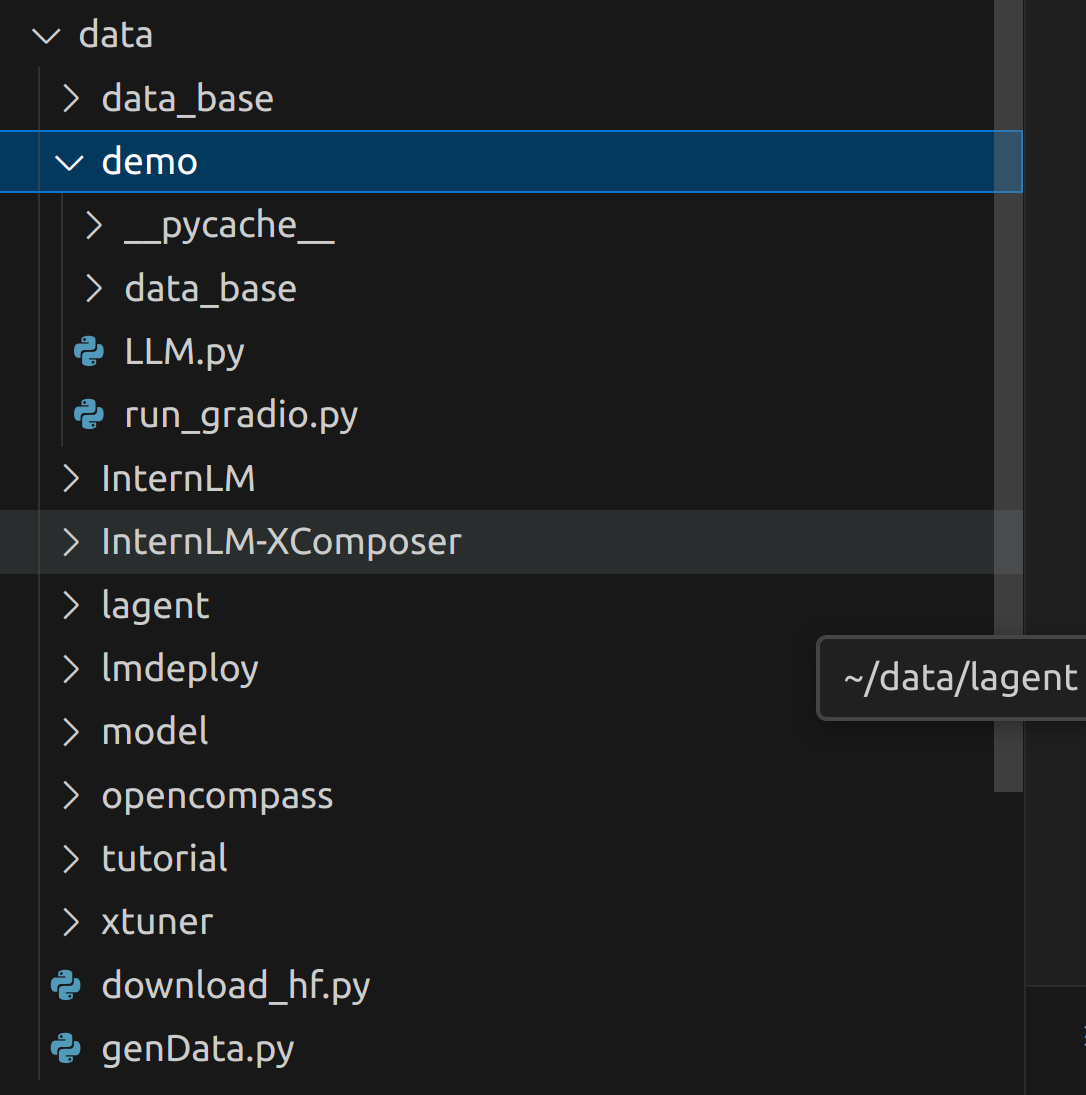 data
data_base
demo
__pycache__
data_base
LLM.py
run_gradio.py
InternLM
InternLM-XComposer
lagent
~/data/lagent
lmdeploy
model
opencompass
tutorial
xtuner
download_hf.py
genData.py